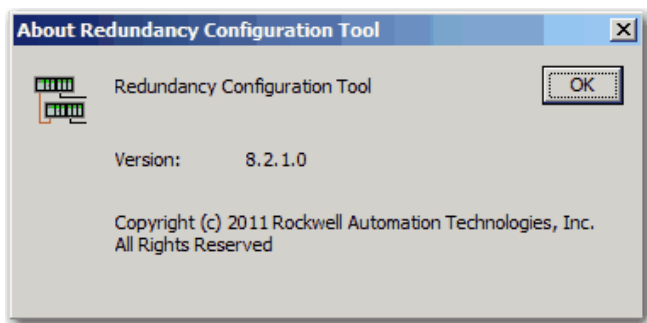 About Redundancy Configuration Tool
Redundancy Configuration Tool
OK
Version: 8.2.1.0
Copyright (c) 2011 Rockwell Automation Technologies, Inc.
All Rights Reserved